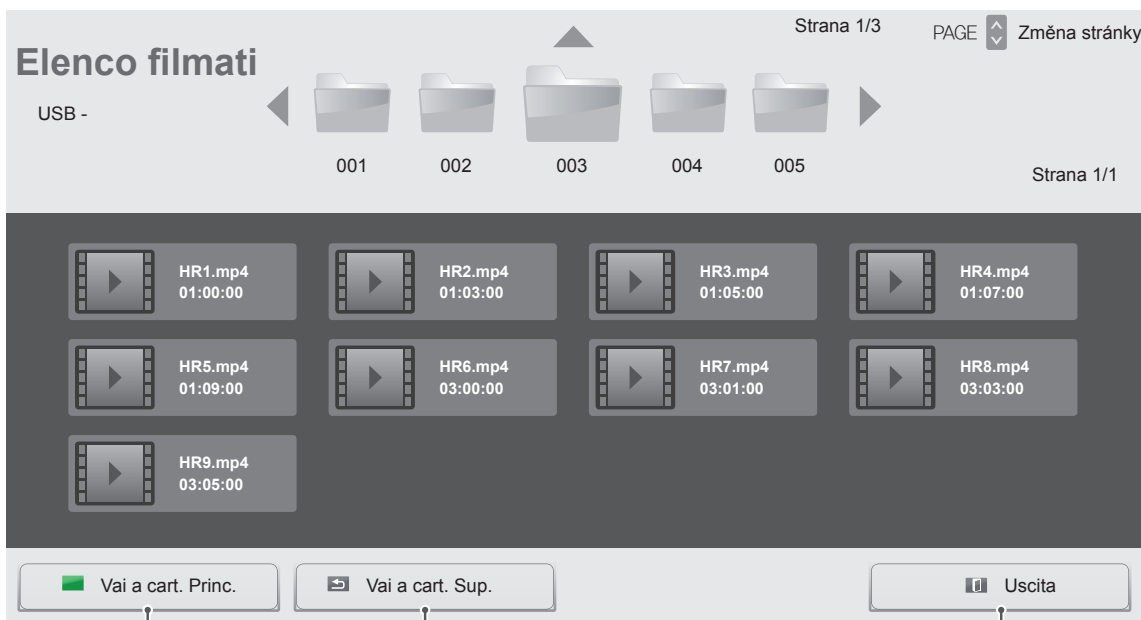 Strana 1/3
PAGE Změna stránky
Elenco filmati
USB -
001 002 003 004 005
Strana 1/1
HR1.mp4
01:00:00
HR2.mp4
01:03:00
HR3.mp4
01:05:00
HR4.mp4
01:07:00
HR5.mp4
01:09:00
HR6.mp4
03:00:00
HR7.mp4
03:01:00
HR8.mp4
03:03:00
HR9.mp4
03:05:00
Vai a cart. Princ.
Vai a cart. Sup.
Uscita